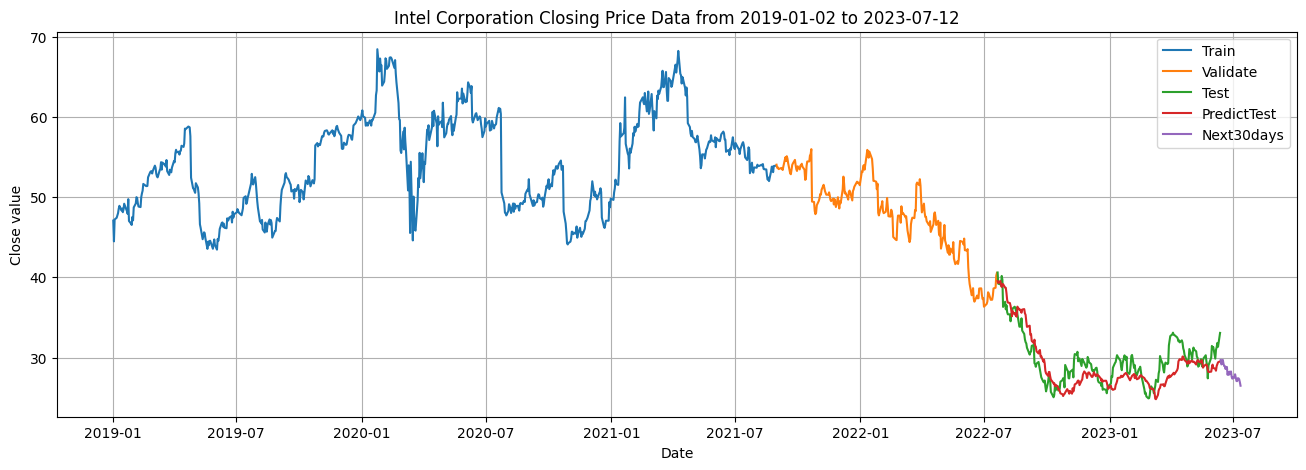 Intel Corporation Closing Price Data from 2019-01-02 to 2023-07-12
70
60
50
40
30
Close value
Train
Validate
Test
PredictTest
Next30days
2019-01 2019-07 2020-01 2020-07 2021-01 2021-07 2022-01 2022-07 2023-01 2023-07
Date